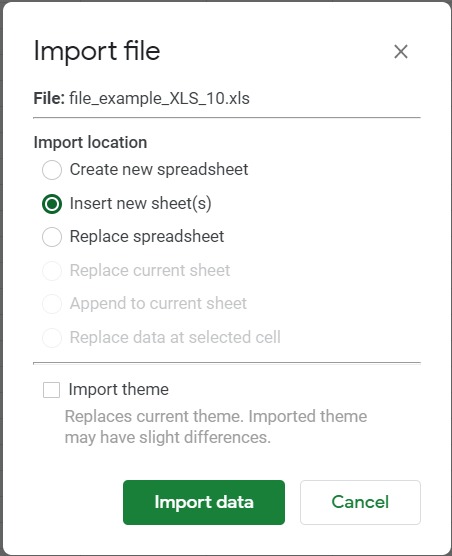 Import file
File: file_example_XLS_10.xls
Import location
Create new spreadsheet
Insert new sheet(s)
Replace spreadsheet
Replace current sheet
Append to current sheet
Replace data at selected cell
Import theme
Replaces current theme. Imported theme
may have slight differences.
Import data
Cancel